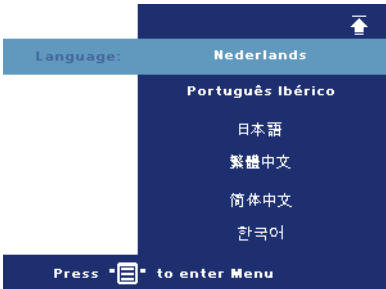 Language: Nederlands
Português Ibérico
日本語
繁體中文
简体中文
한국어
Press "" to enter Menu